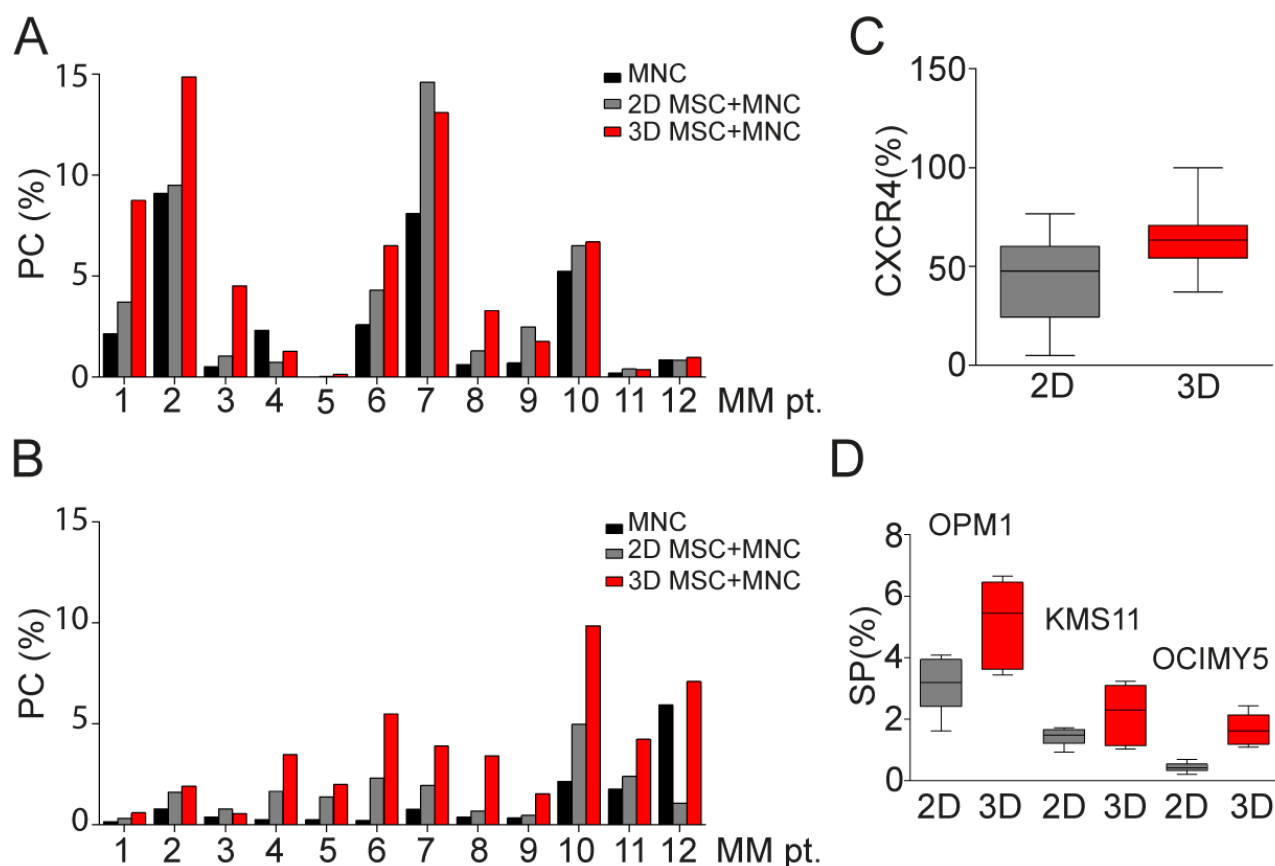 A
15
10
5
0
PC (%)
MNC
2D MSC+MNC
3D MSC+MNC
1 2 3 4 5 6 7 8 9 10 11 12 MM pt.
B
15
10
5
0
PC (%)
MNC
2D MSC+MNC
3D MSC+MNC
1 2 3 4 5 6 7 8 9 10 11 12 MM pt.
C
150
100
50
0
CXCR4(%)
2D 3D
D
8
6
4
2
0
SP(%)
OPM1
KMS11
OCIMY5
2D 3D 2D 3D 2D 3D